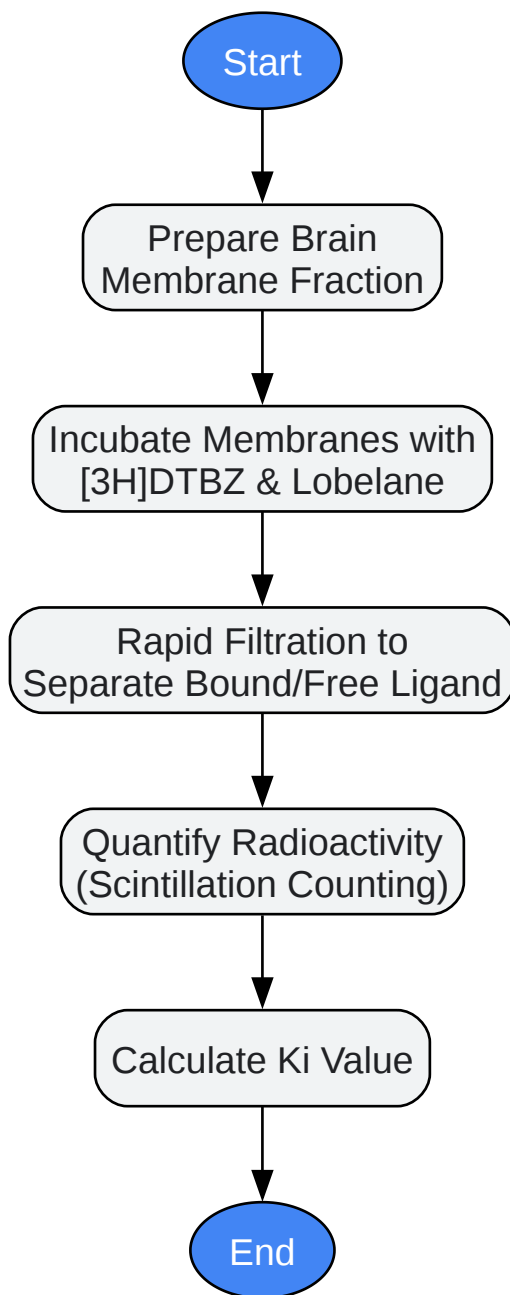 Start
Prepare Brain
Membrane Fraction
Incubate Membranes with
[3H]DTBZ & Lobelane
Rapid Filtration to
Separate Bound/Free Ligand
Quantify Radioactivity
(Scintillation Counting)
Calculate Ki Value
End